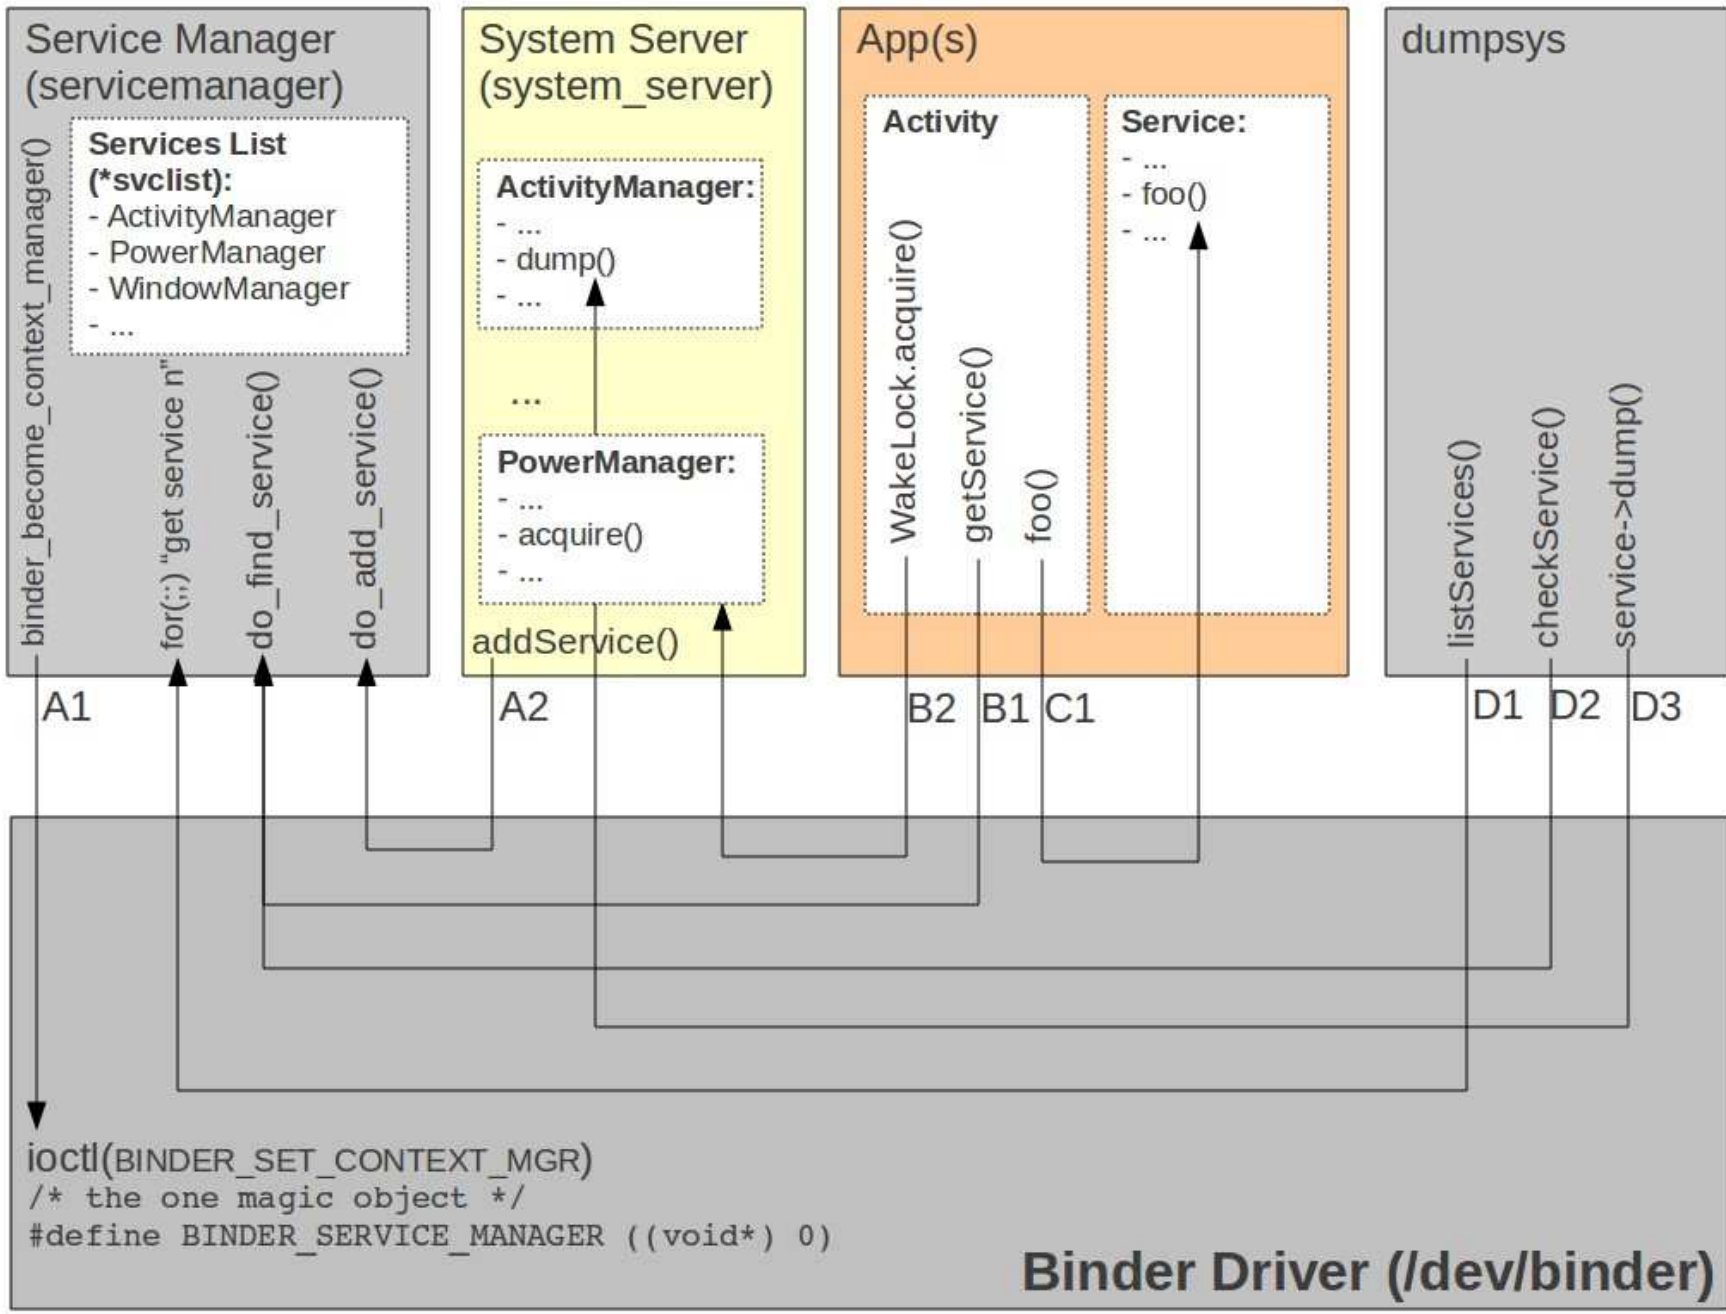 Service Manager
(servicemanager)
binder_become_context_manager()
Services List
(*svclist):
- ActivityManager
- PowerManager
- WindowManager
- ...
for(;;) “get service n”
do_find_service()
do_add_service()
System Server
(system_server)
ActivityManager:
- ...
- dump()
- ...
...
PowerManager:
- ...
- acquire()
- ...
addService()
App(s)
Activity
WakeLock.acquire()
getService()
foo()
Service:
- ...
- foo()
- ...
dumpsys
listServices()
checkService()
service->dump()
A1
A2
B2
B1
C1
D1
D2
D3
ioctl(BINDER_SET_CONTEXT_MGR)
/* the one magic object */
#define BINDER_SERVICE_MANAGER ((void*) 0)
Binder Driver (/dev/binder)